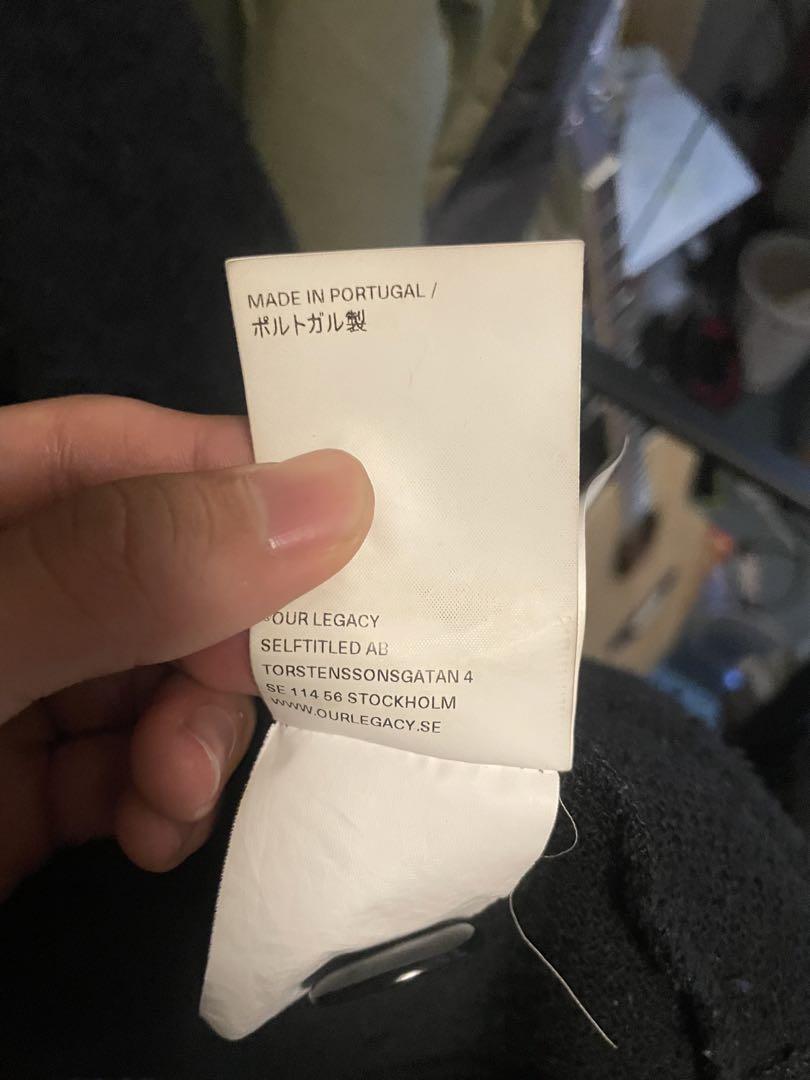 MADE IN PORTUGAL /
ポルトガル製
OUR LEGACY
SELFTITLED AB
TORSTENSSONSGATAN 4
SE 114 56 STOCKHOLM
WWW.OURLEGACY.SE